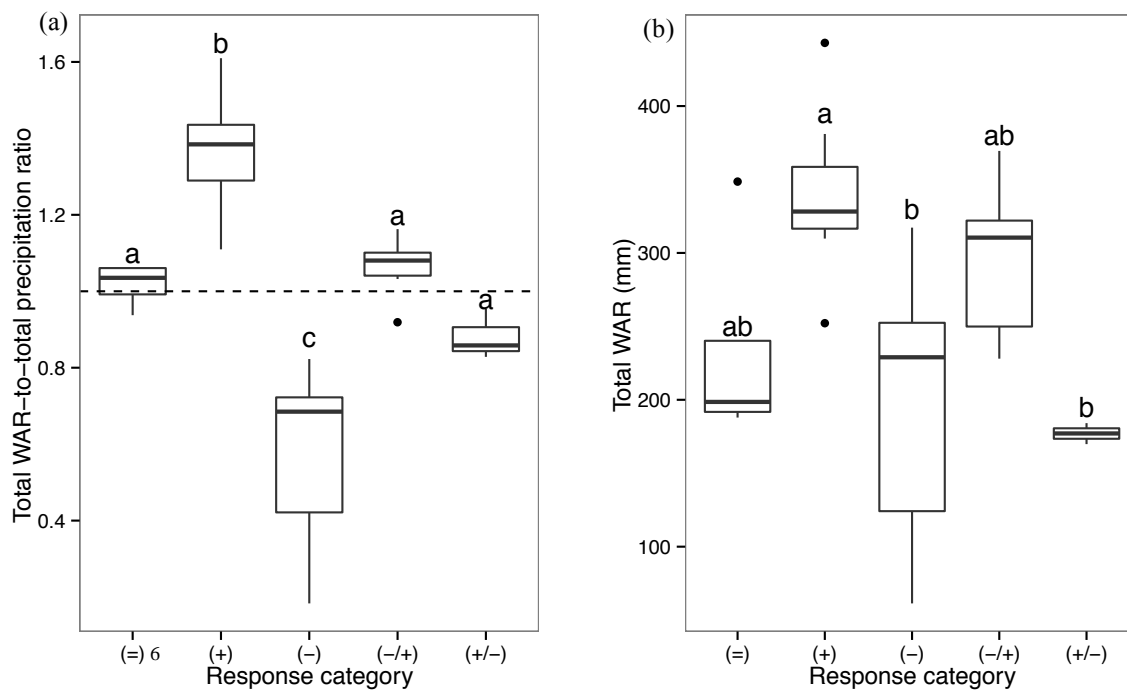 (a)
Total WAR−to−total precipitation ratio
1.6
1.2
0.8
0.4
a
b
c
a
a
(=) 6
(+)
(−)
(−/+)
(+/−)
Response category
(b)
Total WAR (mm)
400
300
200
100
ab
a
b
ab
b
(=)
(+)
(−)
(−/+)
(+/−)
Response category